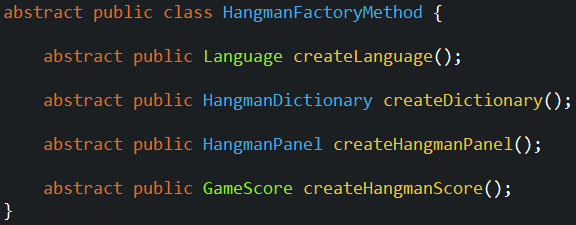 abstract public class HangmanFactoryMethod {
abstract public Language createLanguage();
abstract public HangmanDictionary createDictionary();
abstract public HangmanPanel createHangmanPanel();
abstract public GameScore createHangmanScore();
}